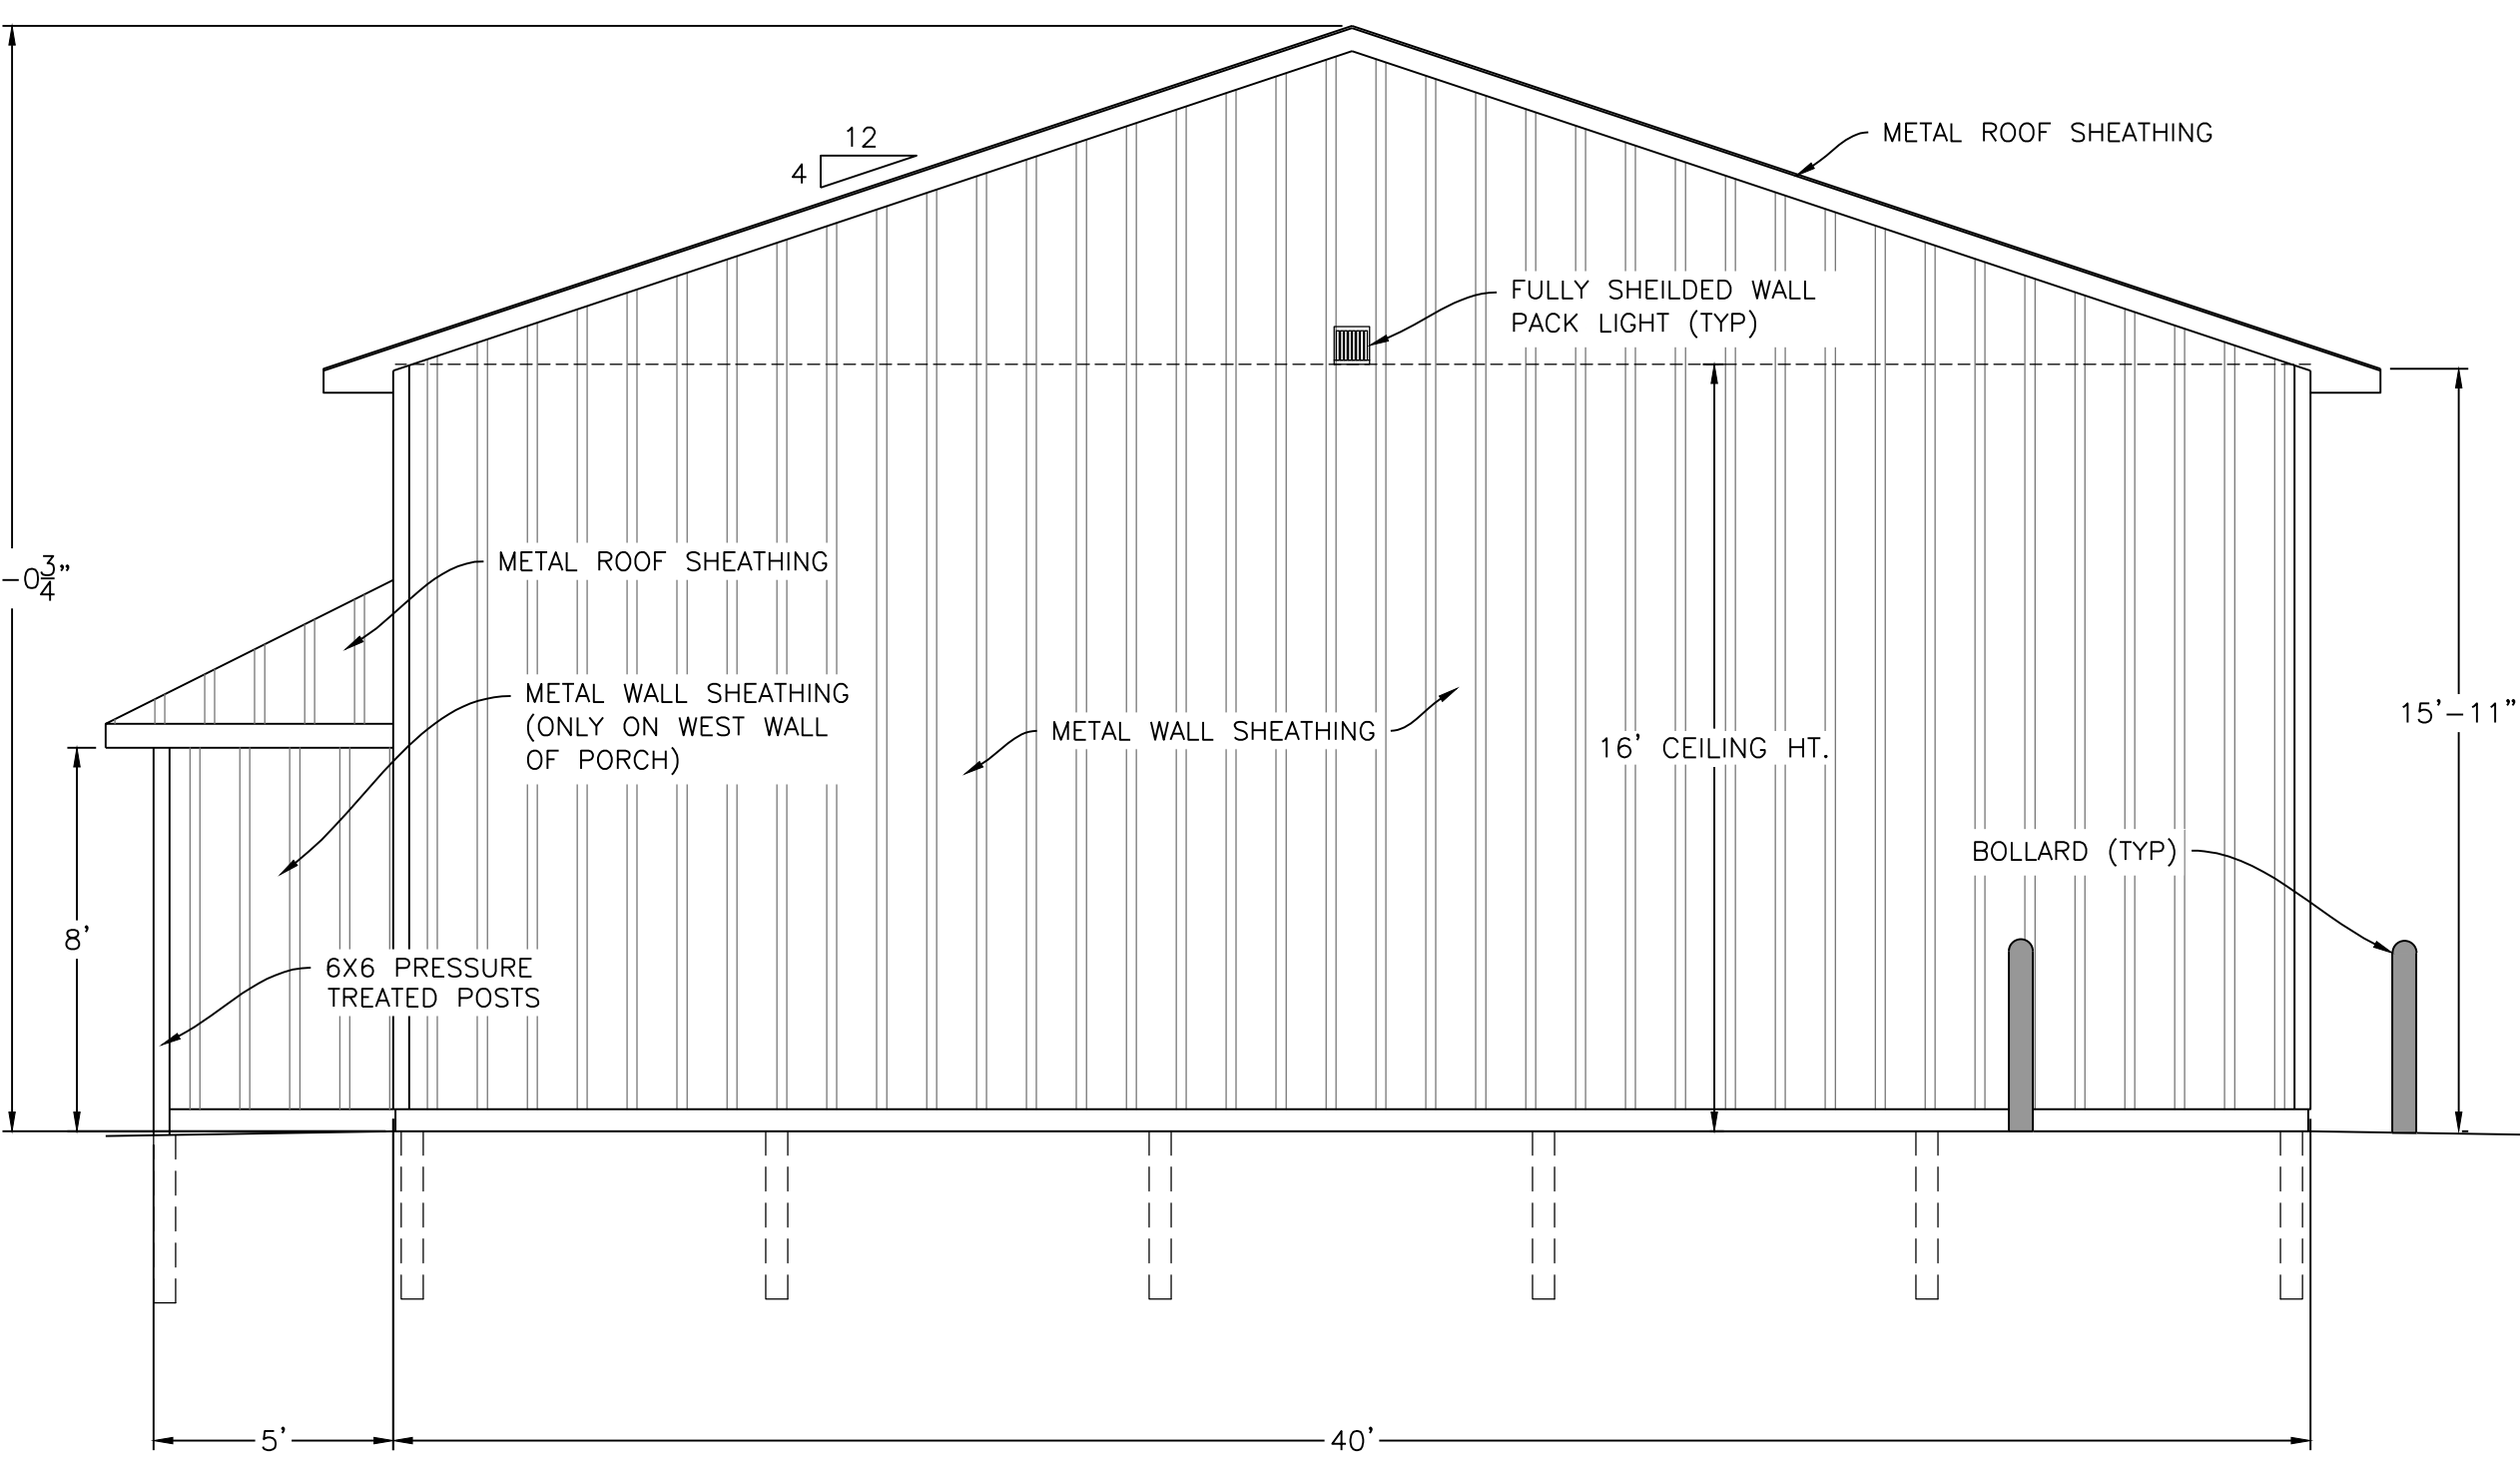 12
4
METAL ROOF SHEATHING
FULLY SHEILDED WALL
PACK LIGHT (TYP)
METAL ROOF SHEATHING
-0 3/4"
METAL WALL SHEATHING
(ONLY ON WEST WALL
OF PORCH)
METAL WALL SHEATHING
16' CEILING HT.
15'-11"
BOLLARD (TYP)
8'
6X6 PRESSURE
TREATED POSTS
5'
40'